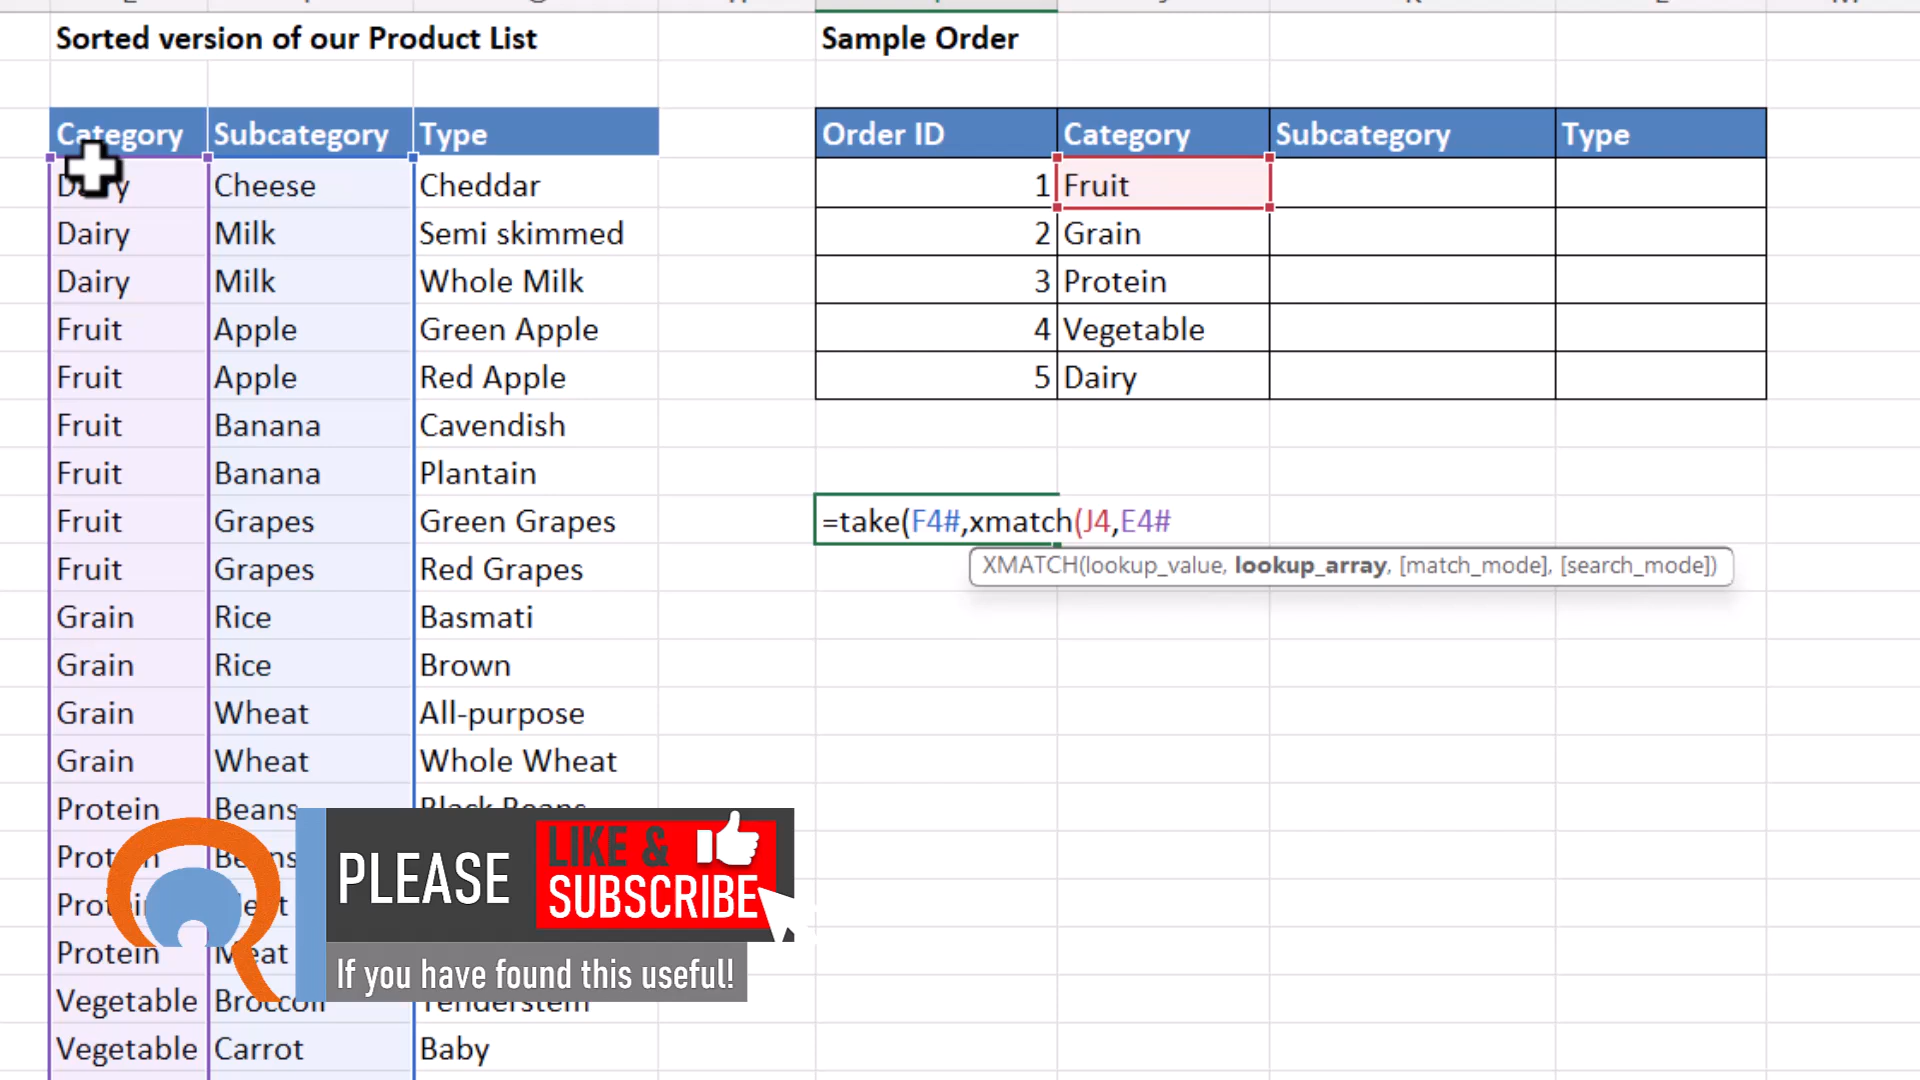 Sorted version of our Product List
Sample Order
Category Subcategory Type
Order ID Category Subcategory Type
Cheese Cheddar
1 Fruit
Dairy Milk Semi skimmed
2 Grain
Dairy Milk Whole Milk
3 Protein
Fruit Apple Green Apple
4 Vegetable
Fruit Apple Red Apple
5 Dairy
Fruit Banana Cavendish
Fruit Banana Plantain
Fruit Grapes Green Grapes
=take(F4#,xmatch(J4,E4#
XMATCH(lookup_value, lookup_array, [match_mode], [search_mode])
Fruit Grapes Red Grapes
Grain Rice Basmati
Grain Rice Brown
Grain Wheat All-purpose
Grain Wheat Whole Wheat
Protein Beans Black Beans
Protein Meat
Vegetable Broccoli Tenderstem
Vegetable Carrot Baby
PLEASE LIKE & SUBSCRIBE
If you have found this useful!